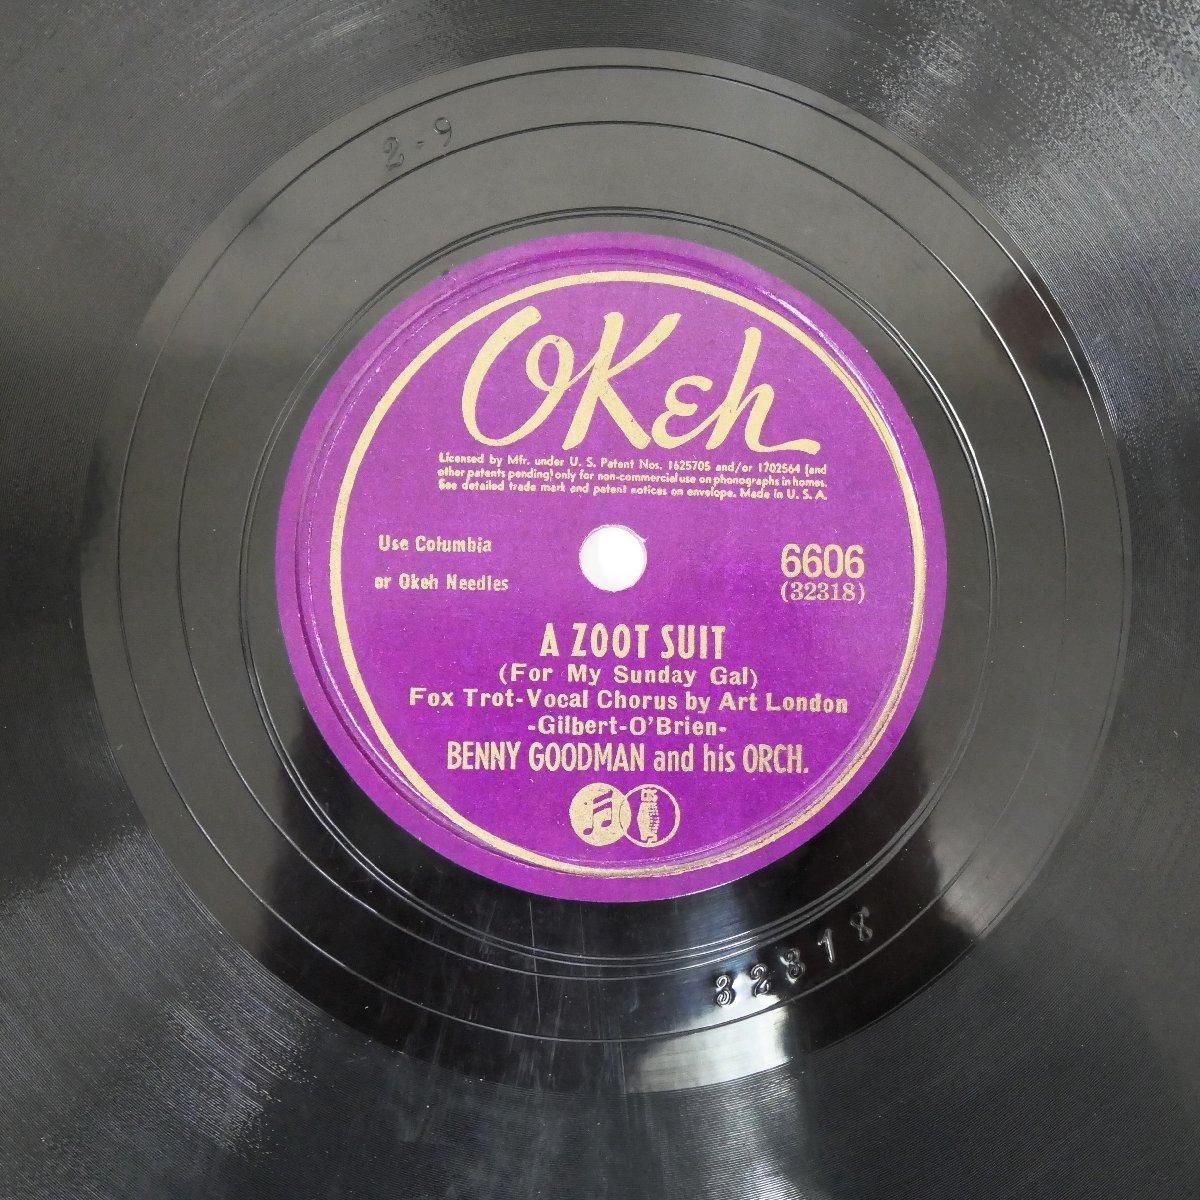 2-9
OKeh
Licensed by Mfr. under U. S. Patent Nos. 1625705 and/or 1702564 (and
other patents pending) only for non-commercial use on phonographs in homes.
See detailed trade mark and patent notices on envelope. Made in U. S. A.
Use Columbia
or Okeh Needles
6606
(32318)
A ZOOT SUIT
(For My Sunday Gal)
Fox Trot-Vocal Chorus by Art London
-Gilbert-O'Brien-
BENNY GOODMAN and his ORCH.
32318